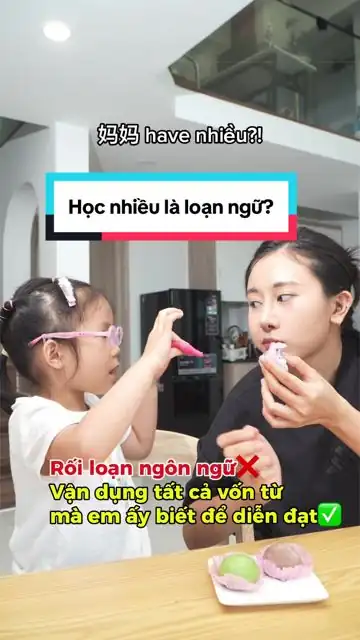 妈妈 have nhiều?!
Học nhiều là loạn ngữ?
Rối loạn ngôn ngữ❌
Vận dụng tất cả vốn từ
mà em ấy biết để diễn đạt✅